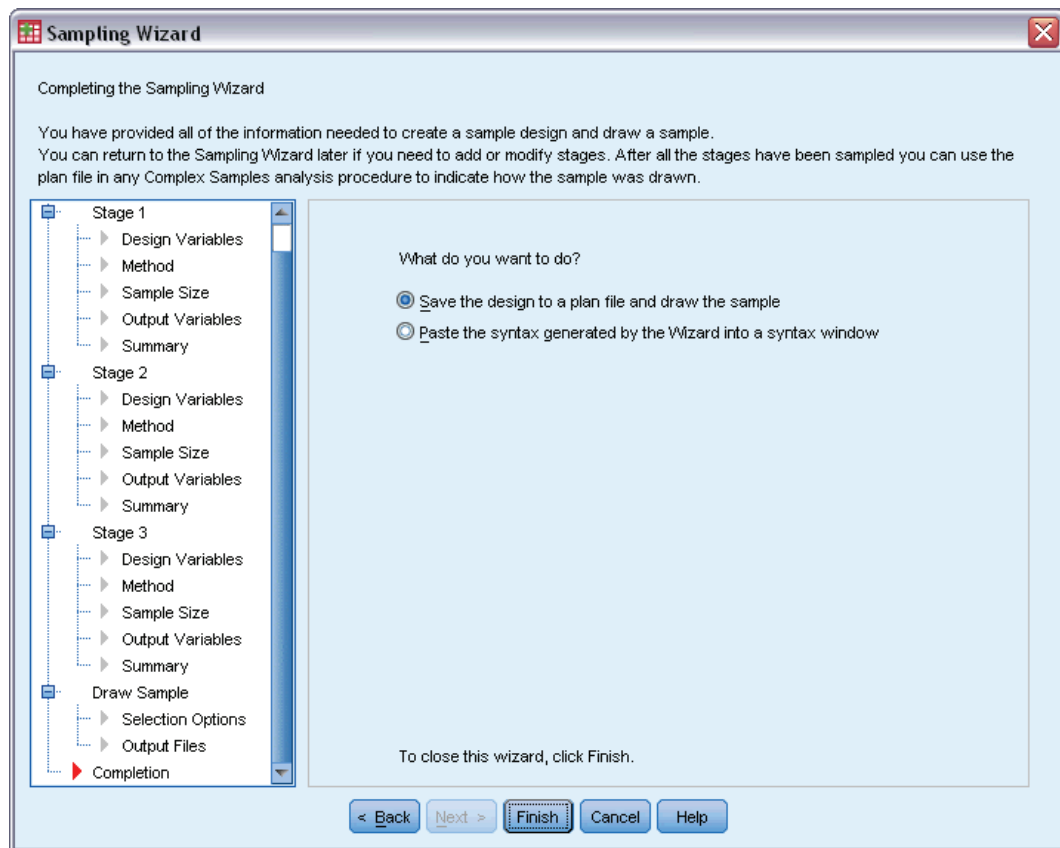 Sampling Wizard
Completing the Sampling Wizard
You have provided all of the information needed to create a sample design and draw a sample.
You can return to the Sampling Wizard later if you need to add or modify stages. After all the stages have been sampled you can use the
plan file in any Complex Samples analysis procedure to indicate how the sample was drawn.
Stage 1
Design Variables
Method
Sample Size
Output Variables
Summary
Stage 2
Design Variables
Method
Sample Size
Output Variables
Summary
Stage 3
Design Variables
Method
Sample Size
Output Variables
Summary
Draw Sample
Selection Options
Output Files
Completion
What do you want to do?
Save the design to a plan file and draw the sample
Paste the syntax generated by the Wizard into a syntax window
To close this wizard, click Finish.
< Back Next > Finish Cancel Help